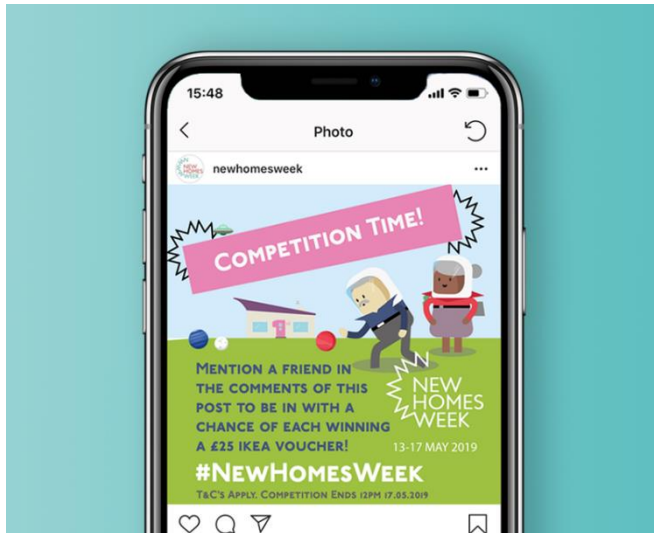 15:48
Photo
newhomesweek
NEW HOMES WEEK
COMPETITION TIME!
MENTION A FRIEND IN
THE COMMENTS OF THIS
POST TO BE IN WITH A
CHANCE OF EACH WINNING
A £25 IKEA VOUCHER!
NEW
HOMES
WEEK
13-17 MAY 2019
#NEWHOMESWEEK
T&C'S APPLY. COMPETITION ENDS 12PM 17.05.2019